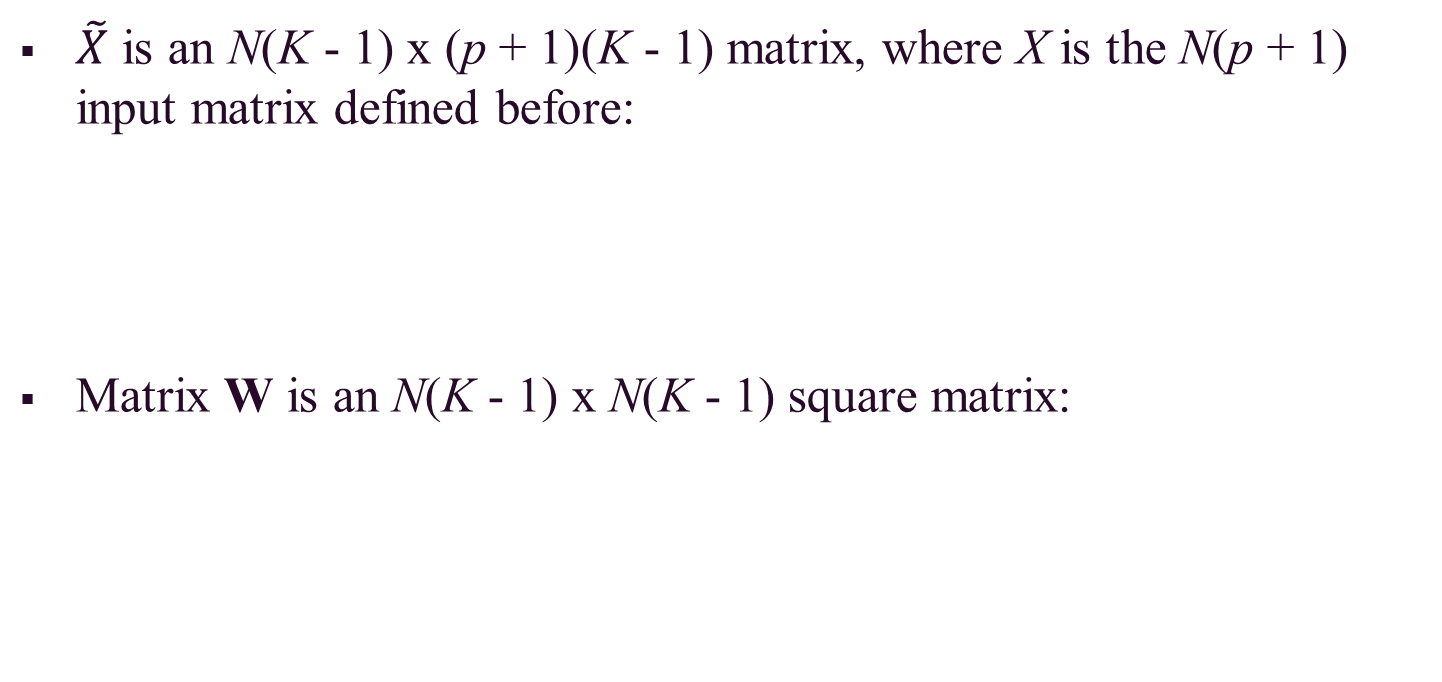 ▪ X̃ is an N(K - 1) x (p + 1)(K - 1) matrix, where X is the N(p + 1)
input matrix defined before:
▪ Matrix W is an N(K - 1) x N(K - 1) square matrix: